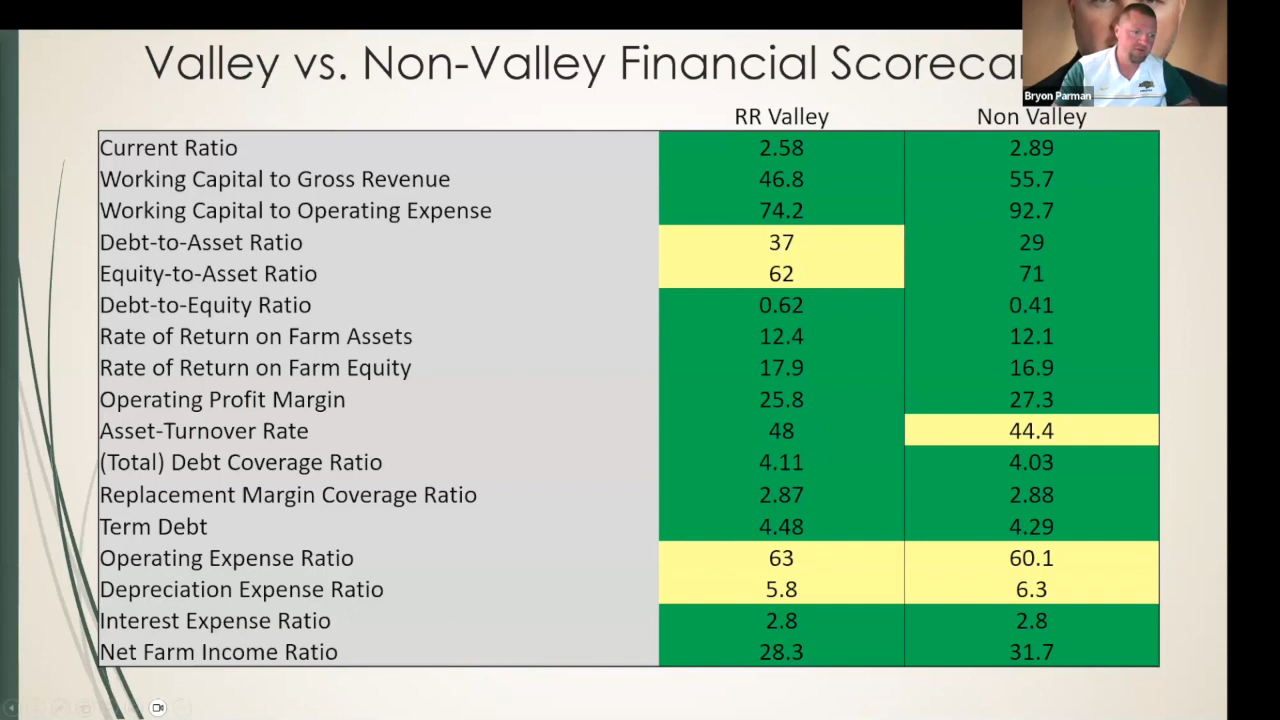 Valley vs. Non-Valley Financial Scorecar
Bryon Parman
RR Valley Non Valley
Current Ratio 2.58 2.89
Working Capital to Gross Revenue 46.8 55.7
Working Capital to Operating Expense 74.2 92.7
Debt-to-Asset Ratio 37 29
Equity-to-Asset Ratio 62 71
Debt-to-Equity Ratio 0.62 0.41
Rate of Return on Farm Assets 12.4 12.1
Rate of Return on Farm Equity 17.9 16.9
Operating Profit Margin 25.8 27.3
Asset-Turnover Rate 48 44.4
(Total) Debt Coverage Ratio 4.11 4.03
Replacement Margin Coverage Ratio 2.87 2.88
Term Debt 4.48 4.29
Operating Expense Ratio 63 60.1
Depreciation Expense Ratio 5.8 6.3
Interest Expense Ratio 2.8 2.8
Net Farm Income Ratio 28.3 31.7